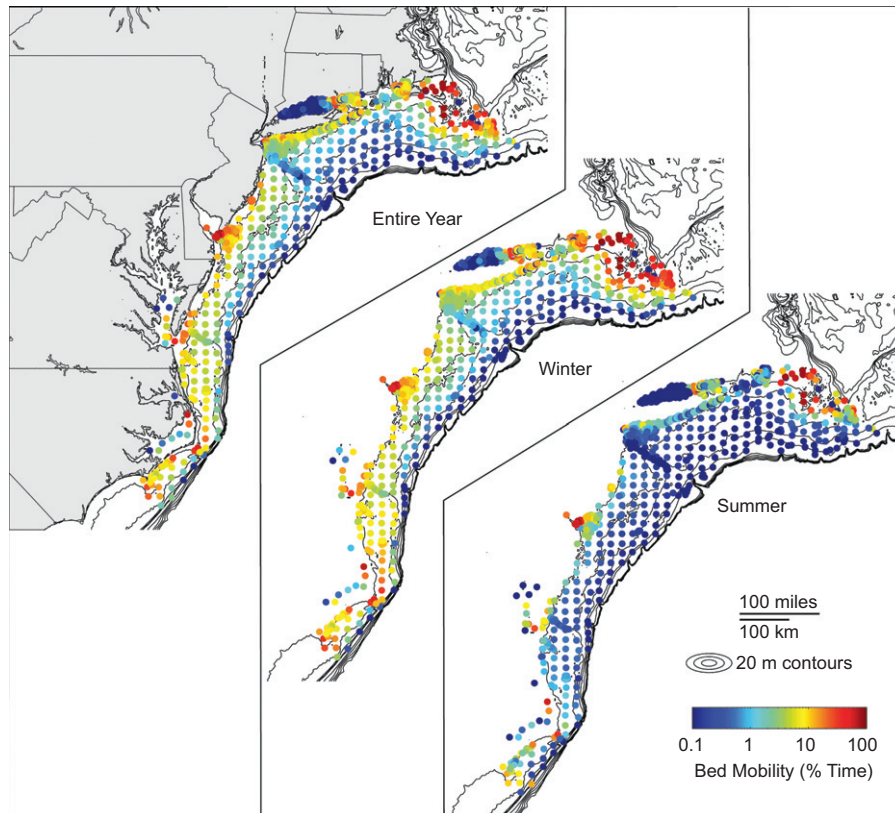 Entire Year
Winter
Summer
100 miles
100 km
20 m contours
0.1 1 10 100
Bed Mobility (% Time)